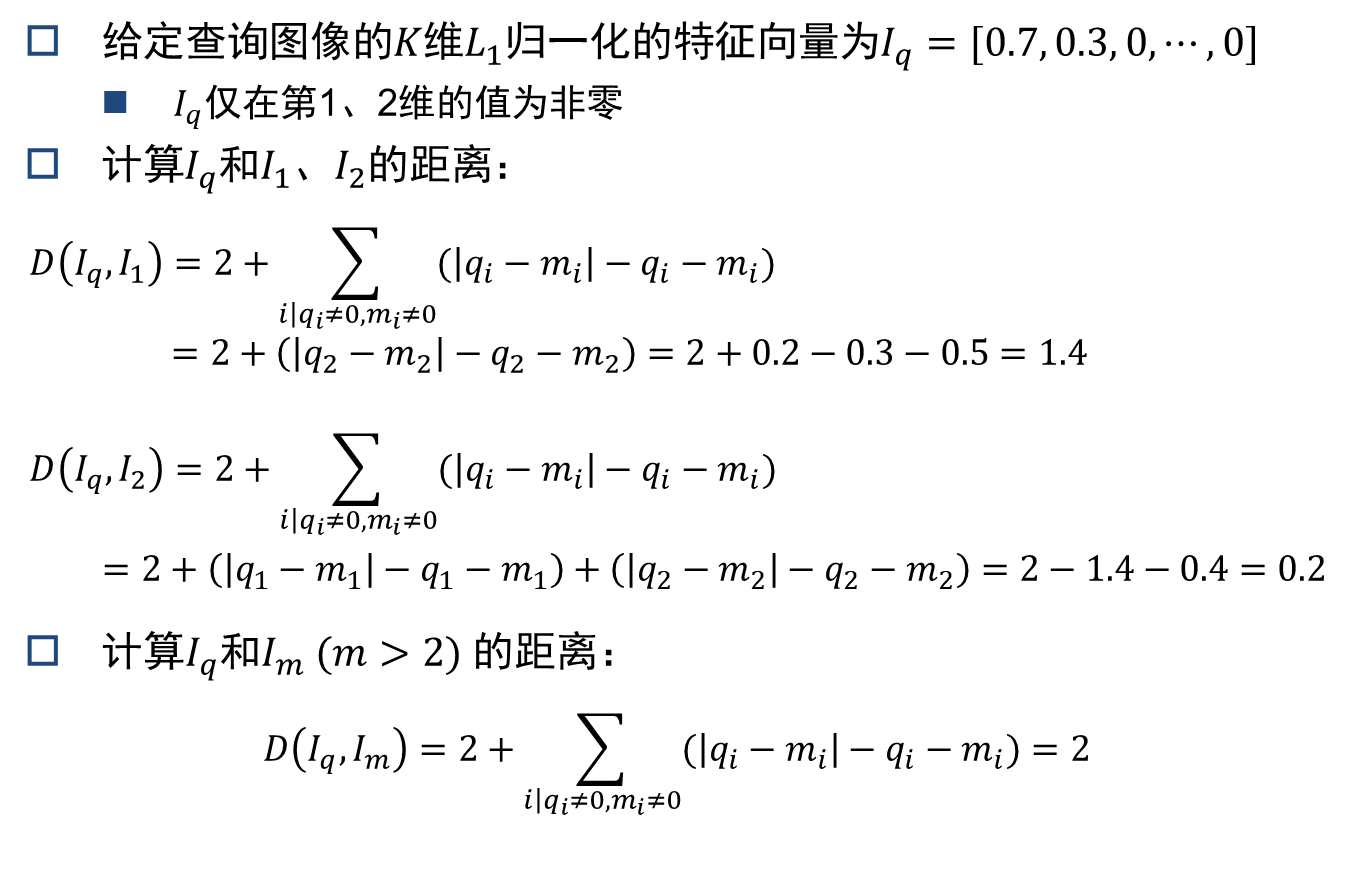 给定查询图像的K维L₁归一化的特征向量为I_q = [0.7, 0.3, 0, ⋯, 0]
I_q仅在第1、2维的值为非零
计算I_q和I₁、I₂的距离：
D(I_q, I₁) = 2 + ∑_{i|q_i≠0,m_i≠0} (|q_i − m_i| − q_i − m_i)
= 2 + (|q₂ − m₂| − q₂ − m₂) = 2 + 0.2 − 0.3 − 0.5 = 1.4
D(I_q, I₂) = 2 + ∑_{i|q_i≠0,m_i≠0} (|q_i − m_i| − q_i − m_i)
= 2 + (|q₁ − m₁| − q₁ − m₁) + (|q₂ − m₂| − q₂ − m₂) = 2 − 1.4 − 0.4 = 0.2
计算I_q和I_m (m > 2) 的距离：
D(I_q, I_m) = 2 + ∑_{i|q_i≠0,m_i≠0} (|q_i − m_i| − q_i − m_i) = 2